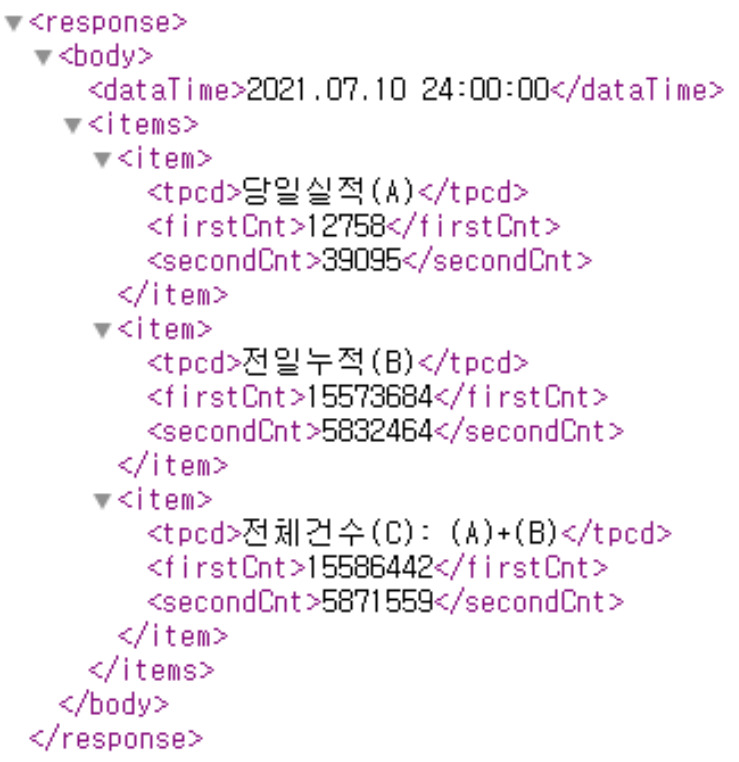 <response>
<body>
<dataTime>2021.07.10 24:00:00</dataTime>
<items>
<item>
<tpcd>당일실적(A)</tpcd>
<firstCnt>12758</firstCnt>
<secondCnt>39095</secondCnt>
</item>
<item>
<tpcd>전일누적(B)</tpcd>
<firstCnt>15573684</firstCnt>
<secondCnt>5832464</secondCnt>
</item>
<item>
<tpcd>전체건수(C): (A)+(B)</tpcd>
<firstCnt>15586442</firstCnt>
<secondCnt>5871559</secondCnt>
</item>
</items>
</body>
</response>